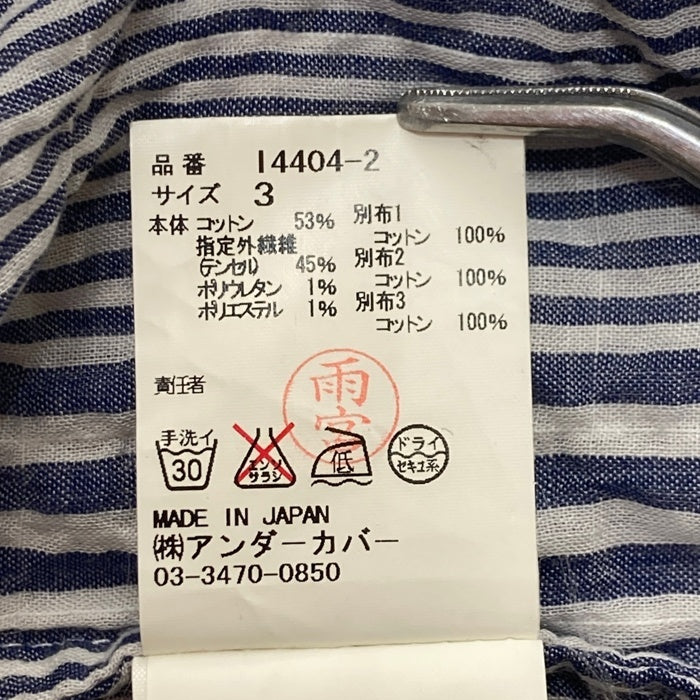 品番 14404-2
サイズ 3
本体 コットン 53%
指定外繊維
(テンセル) 45%
ポリウレタン 1%
ポリエステル 1%
別布1
コットン 100%
別布2
コットン 100%
別布3
コットン 100%
責任者
雨宮
手洗イ
30
エンソ
サラシ
低
ドライ
セキユ系
MADE IN JAPAN
㈱アンダーカバー
03-3470-0850